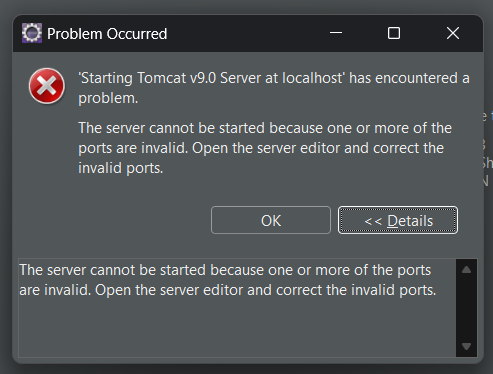 Problem Occurred
'Starting Tomcat v9.0 Server at localhost' has encountered a
problem.
The server cannot be started because one or more of the
ports are invalid. Open the server editor and correct the
invalid ports.
OK
<< Details
The server cannot be started because one or more of the ports
are invalid. Open the server editor and correct the invalid ports.